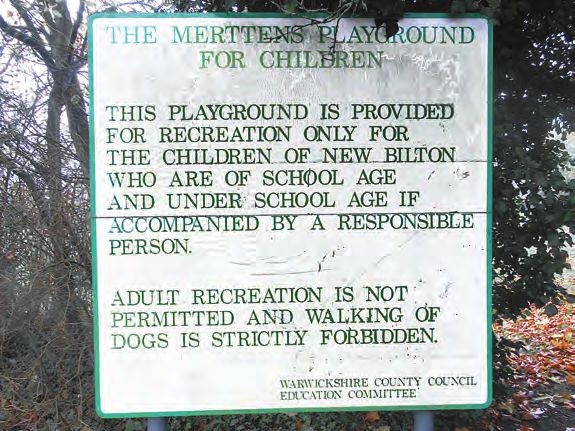 THE MERTTENS PLAYGROUND
FOR CHILDREN
THIS PLAYGROUND IS PROVIDED
FOR RECREATION ONLY FOR
THE CHILDREN OF NEW BILTON
WHO ARE OF SCHOOL AGE
AND UNDER SCHOOL AGE IF
ACCOMPANIED BY A RESPONSIBLE
PERSON.
ADULT RECREATION IS NOT
PERMITTED AND WALKING OF
DOGS IS STRICTLY FORBIDDEN.
WARWICKSHIRE COUNTY COUNCIL
EDUCATION COMMITTEE